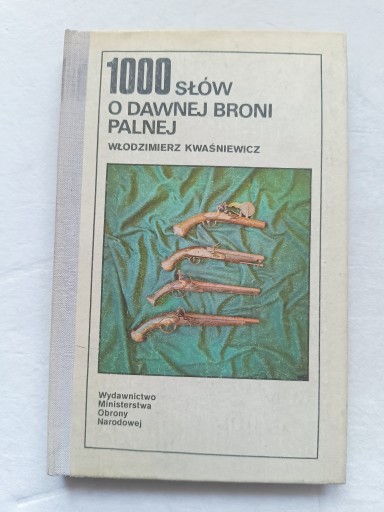 1000 SŁÓW
O DAWNEJ BRONI
PALNEJ
WŁODZIMIERZ KWAŚNIEWICZ
Wydawnictwo
Ministerstwa
Obrony
Narodowej